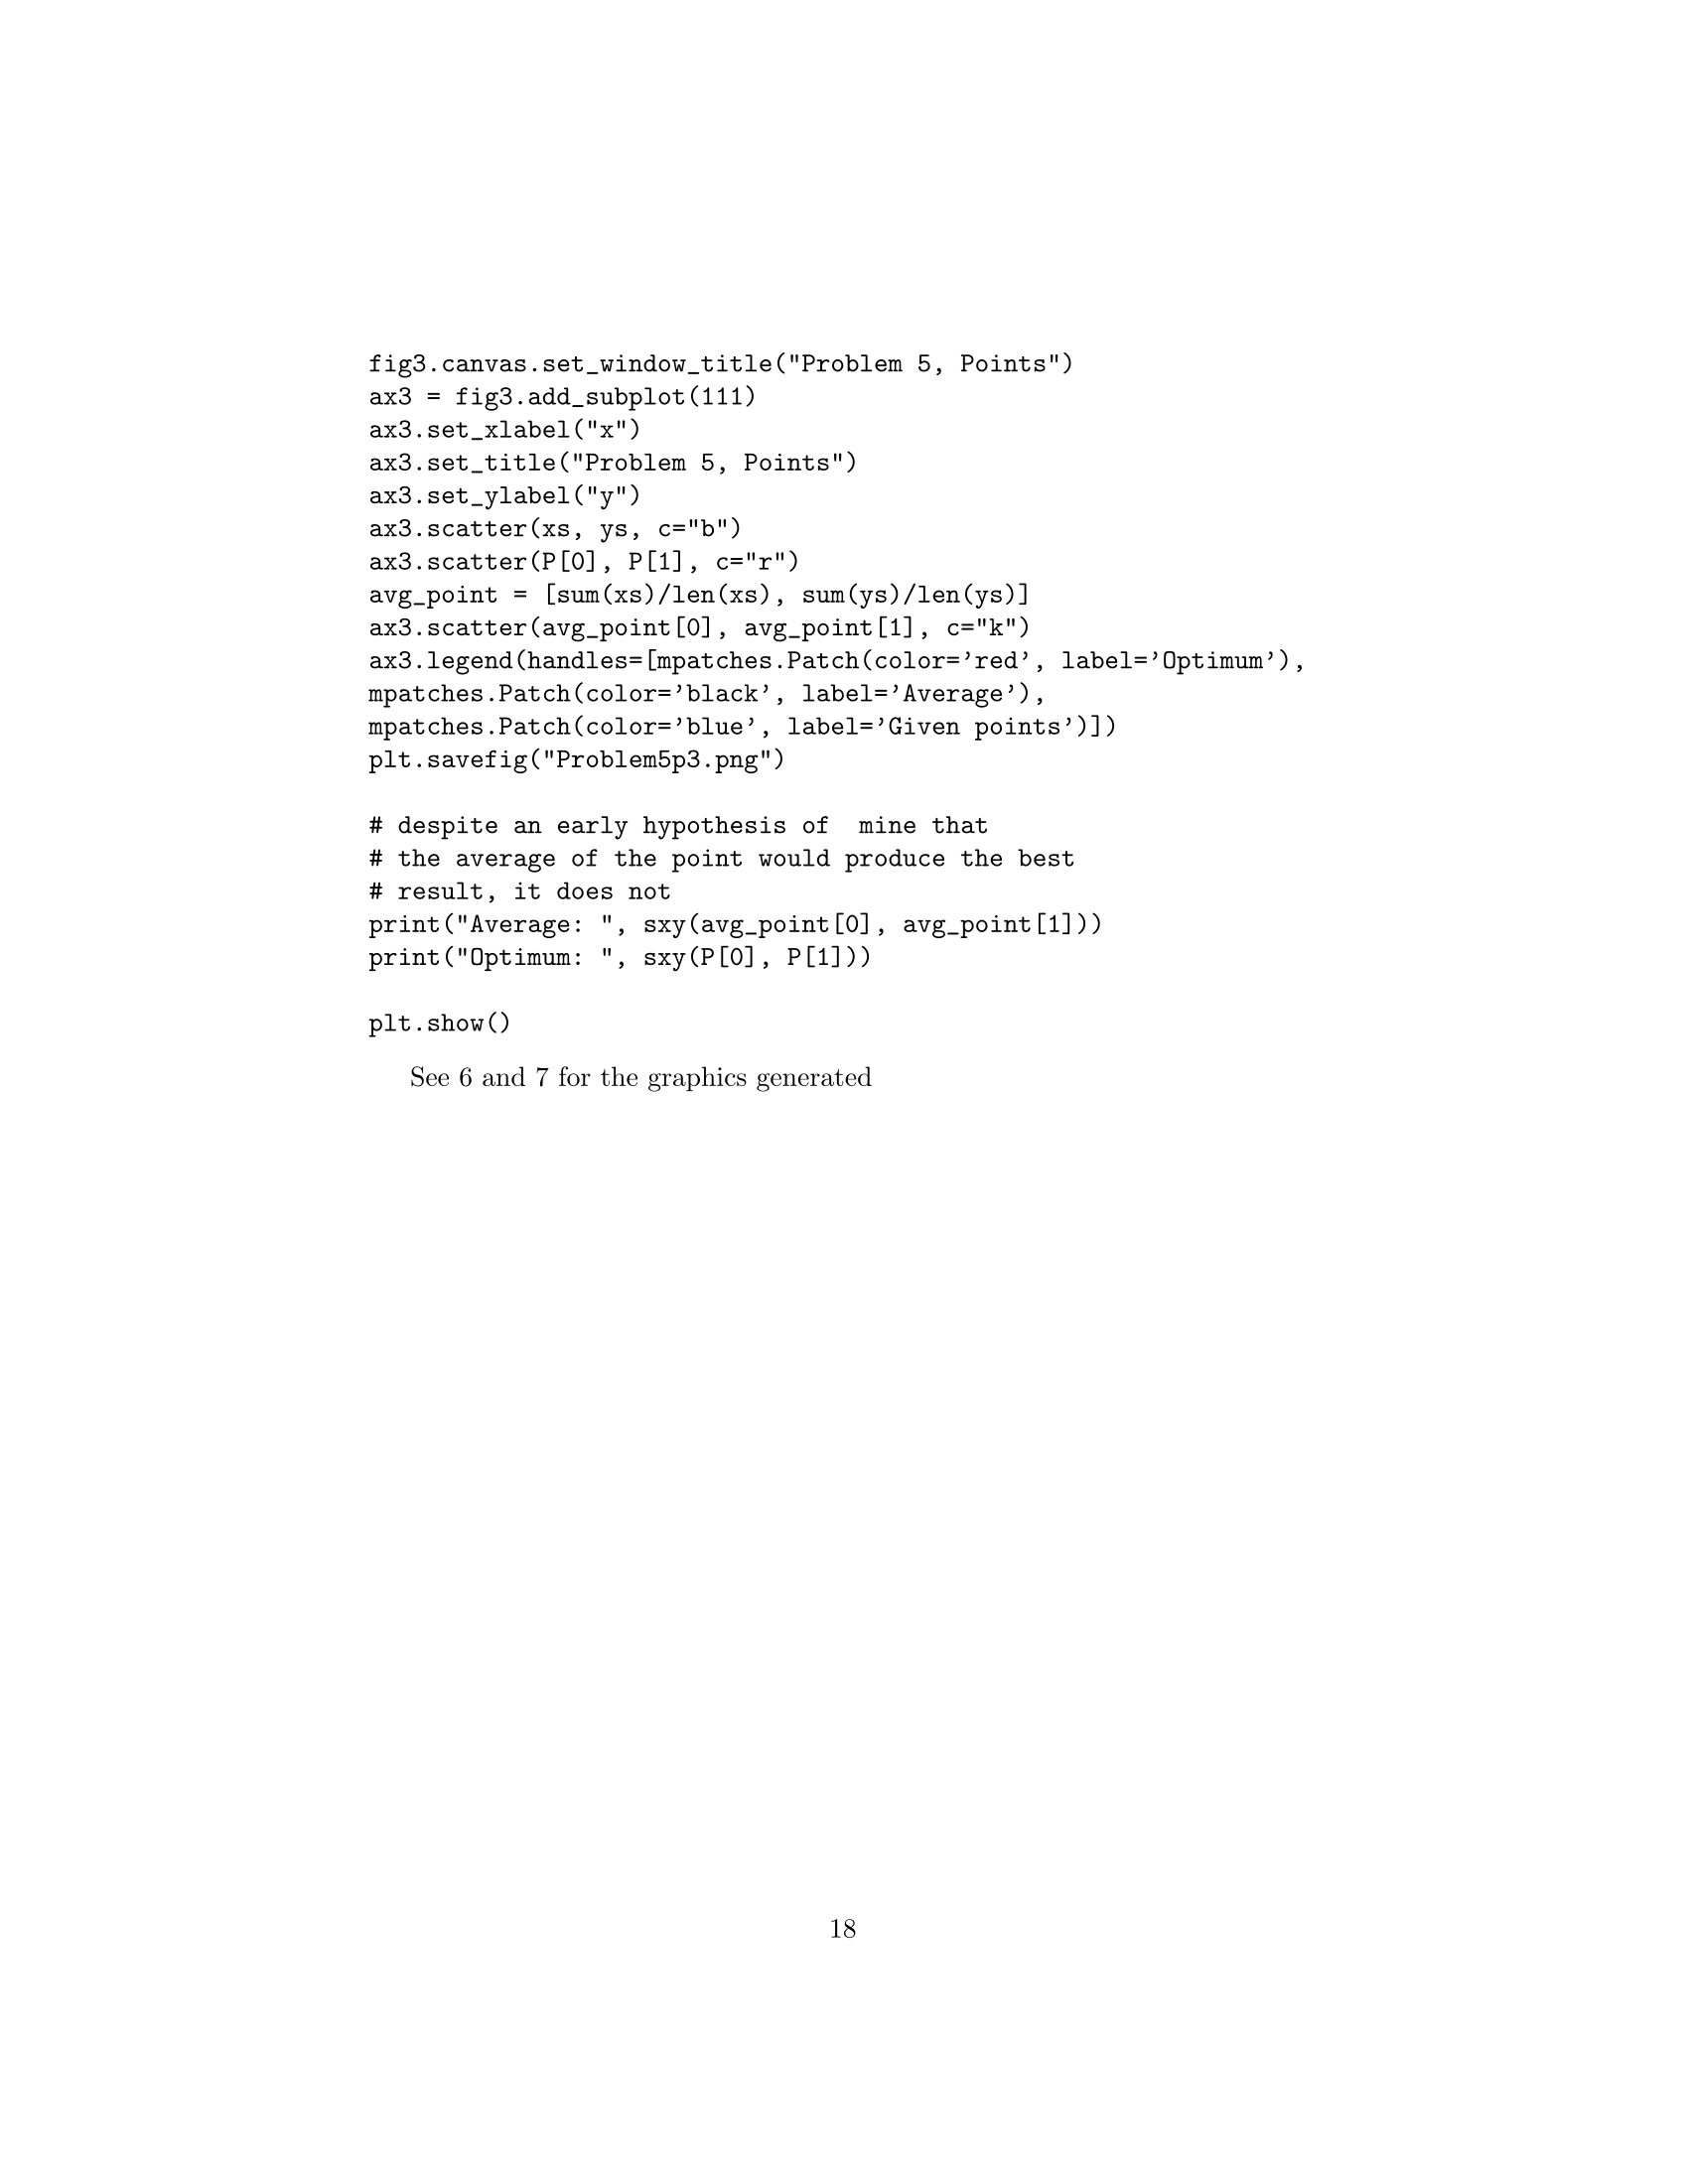 fig3.canvas.set_window_title("Problem 5, Points")
ax3 = fig3.add_subplot(111)
ax3.set_xlabel("x")
ax3.set_title("Problem 5, Points")
ax3.set_ylabel("y")
ax3.scatter(xs, ys, c="b")
ax3.scatter(P[0], P[1], c="r")
avg_point = [sum(xs)/len(xs), sum(ys)/len(ys)]
ax3.scatter(avg_point[0], avg_point[1], c="k")
ax3.legend(handles=[mpatches.Patch(color=’red’, label=’Optimum’),
mpatches.Patch(color=’black’, label=’Average’),
mpatches.Patch(color=’blue’, label=’Given points’)])
plt.savefig("Problem5p3.png")

# despite an early hypothesis of  mine that
# the average of the point would produce the best
# result, it does not
print("Average: ", sxy(avg_point[0], avg_point[1]))
print("Optimum: ", sxy(P[0], P[1]))

plt.show()
See 6 and 7 for the graphics generated
18